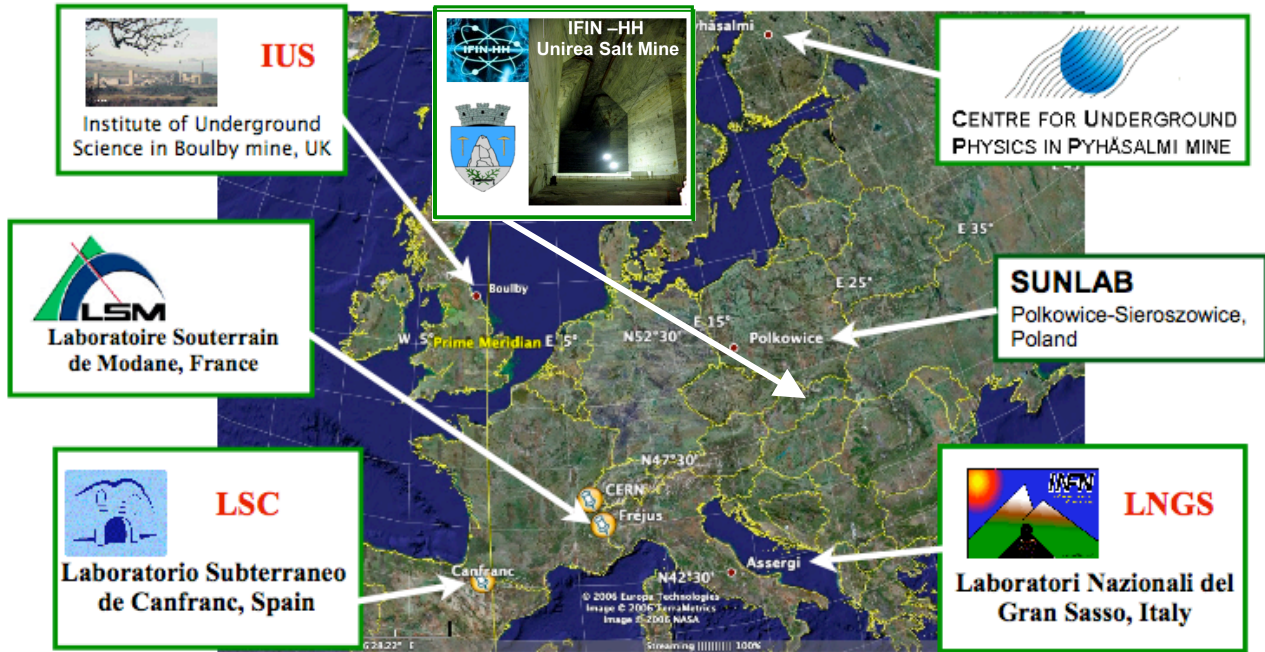 IUS
Institute of Underground
Science in Boulby mine, UK
IFIN-HH
IFIN –HH
Unirea Salt Mine
CENTRE FOR UNDERGROUND
PHYSICS IN PYHÄSALMI MINE
LSM
Laboratoire Souterrain
de Modane, France
SUNLAB
Polkowice-Sieroszowice,
Poland
LSC
Laboratorio Subterraneo
de Canfranc, Spain
INFN
LNGS
Laboratori Nazionali del
Gran Sasso, Italy
yhäsalmi
E 35°
E 25°
Boulby
E 15°
N52°30'
Polkowice
W 5°
Prime Meridian
E 5°
N47°30'
CERN
Fréjus
Canfranc
N42°30'
Assergi
© 2006 Europa Technologies
Image © 2006 TerraMetrics
Image © 2006 NASA
Streaming |||||||||| 100%